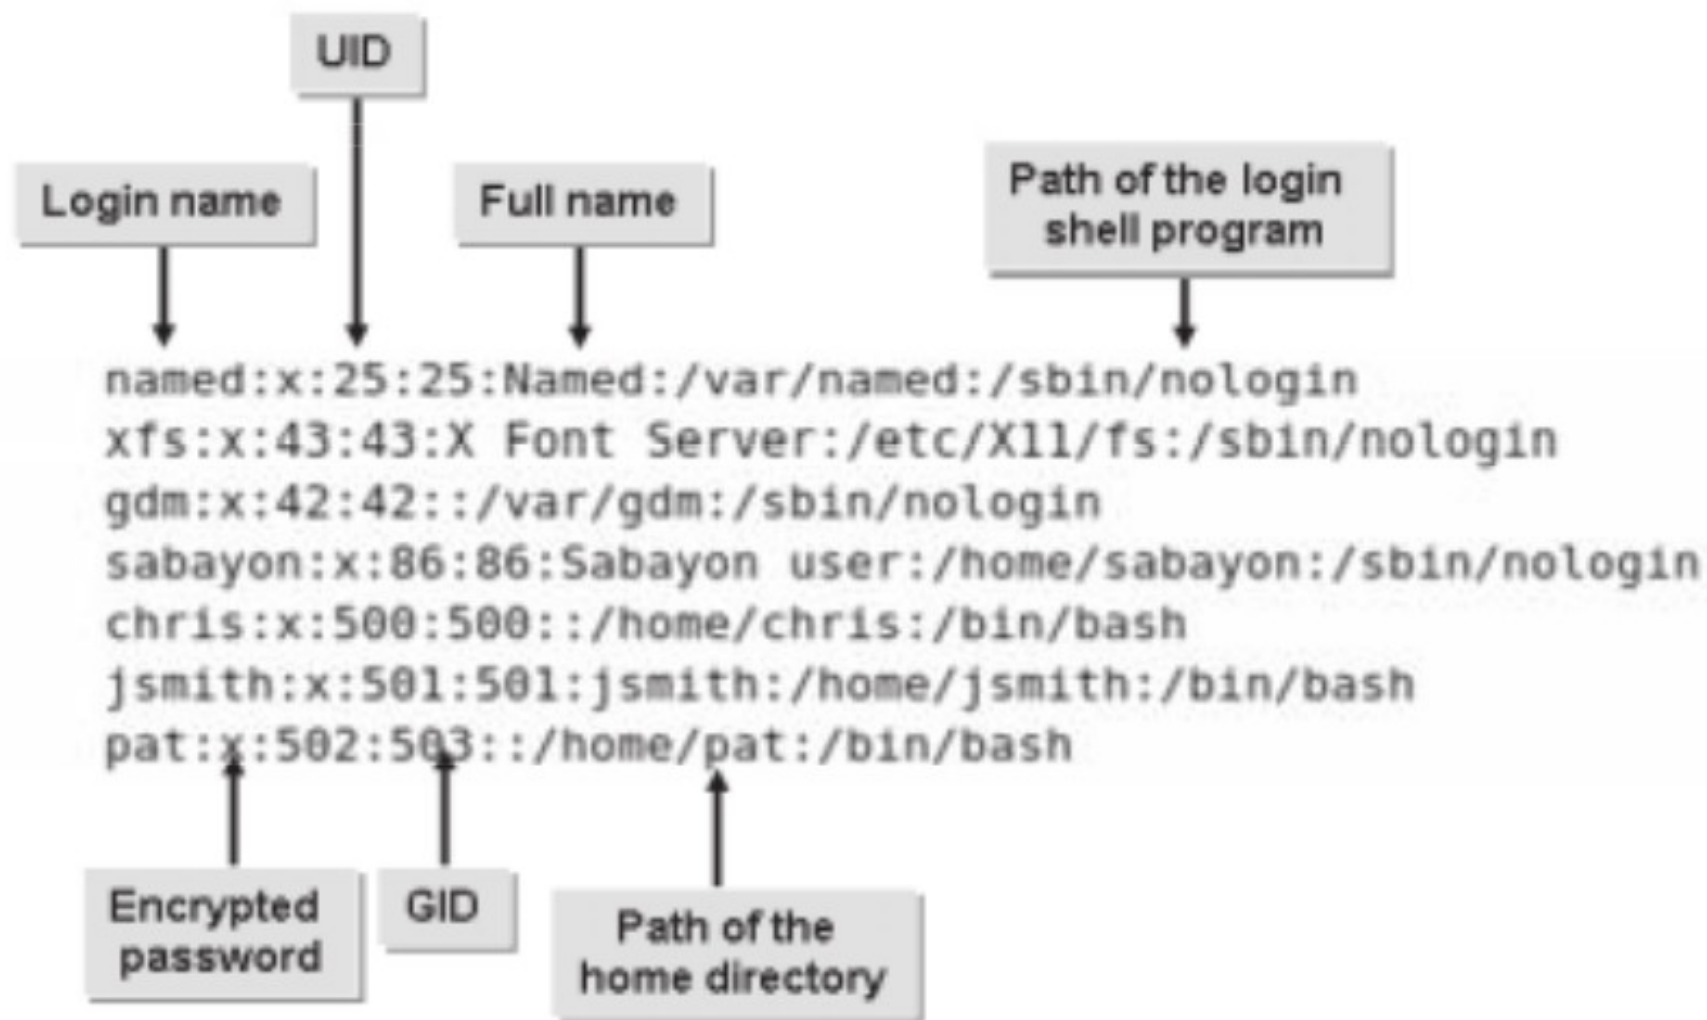 UID
Login name
Full name
Path of the login
shell program
named:x:25:25:Named:/var/named:/sbin/nologin
xfs:x:43:43:X Font Server:/etc/X11/fs:/sbin/nologin
gdm:x:42:42::/var/gdm:/sbin/nologin
sabayon:x:86:86:Sabayon user:/home/sabayon:/sbin/nologin
chris:x:500:500::/home/chris:/bin/bash
jsmith:x:501:501:jsmith:/home/jsmith:/bin/bash
pat:x:502:503::/home/pat:/bin/bash
Encrypted
password
GID
Path of the
home directory